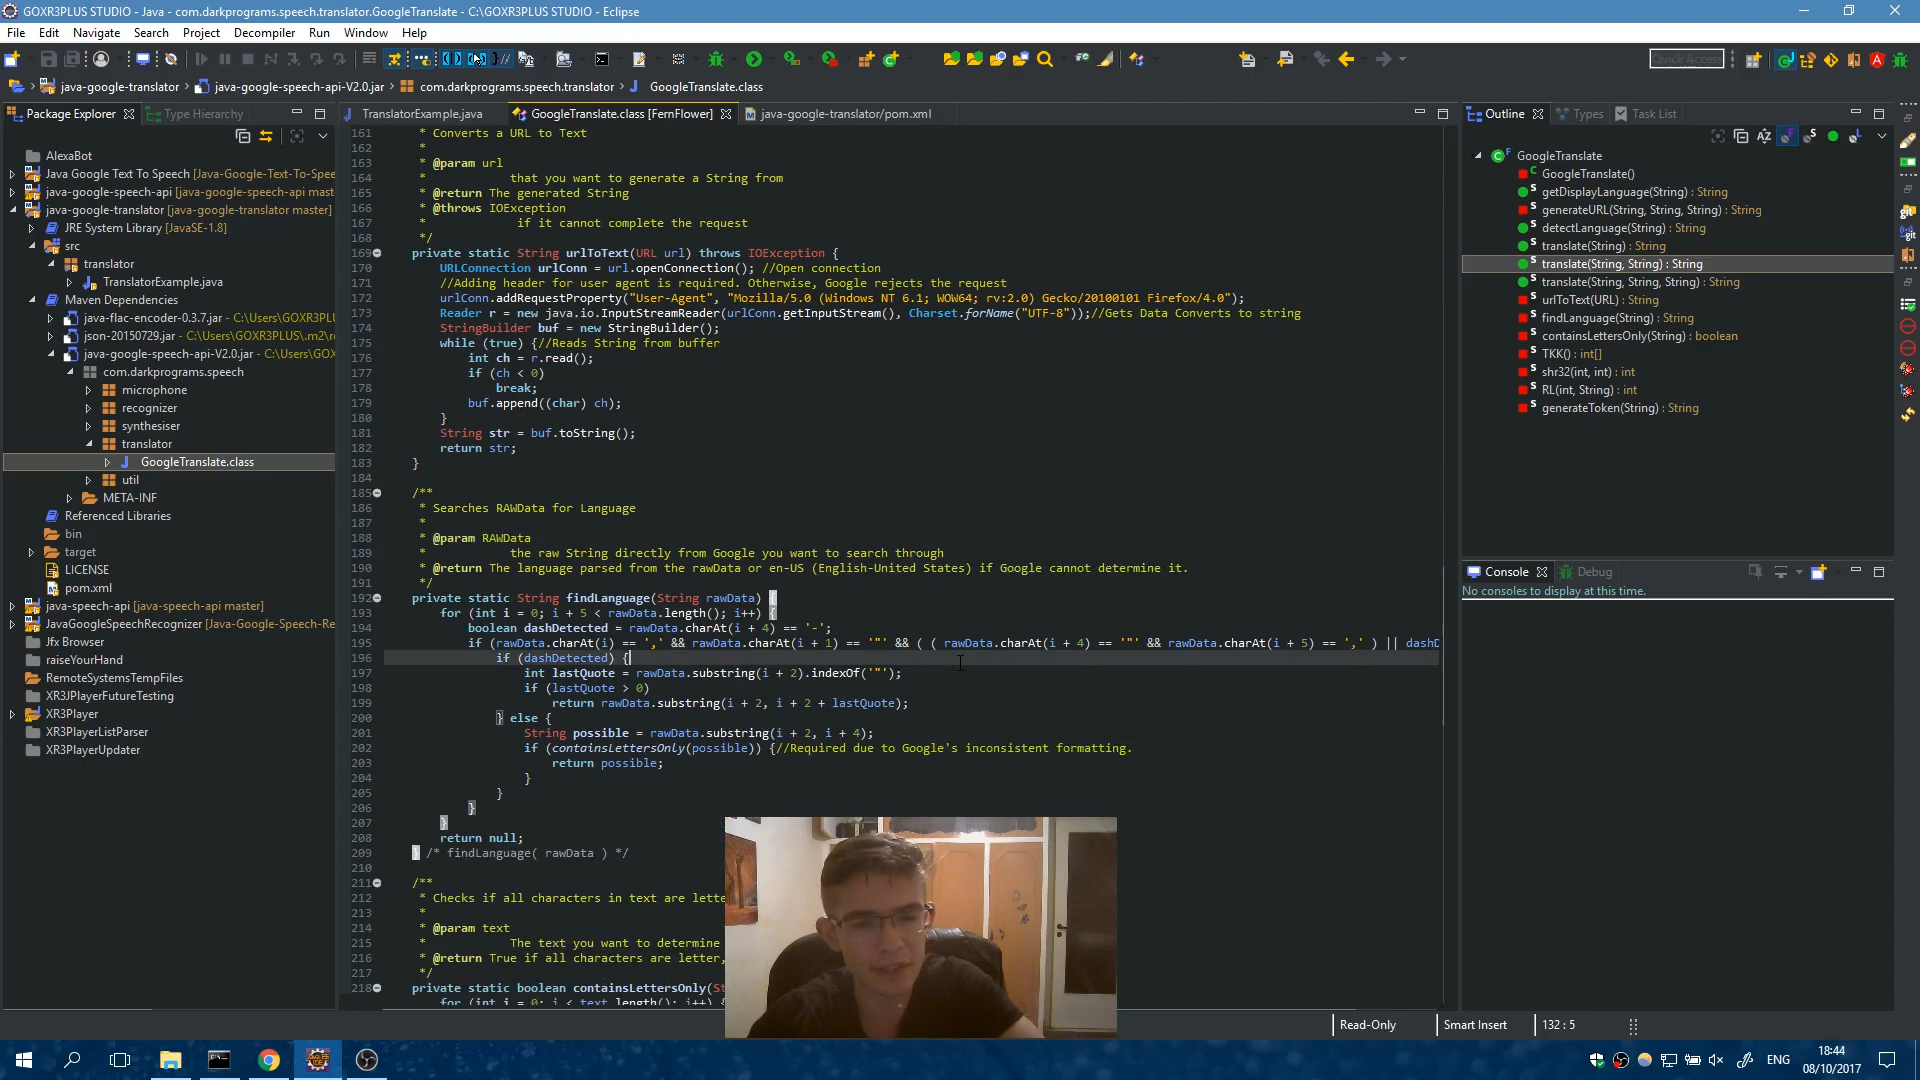 GOXR3PLUS STUDIO - Java - com.darkprograms.speech.translator.GoogleTranslate - C:\GOXR3PLUS STUDIO - Eclipse
File Edit Navigate Search Project Decompiler Run Window Help
Quick Access
java-google-translator java-google-speech-api-V2.0.jar com.darkprograms.speech.translator GoogleTranslate.class
Package Explorer Type Hierarchy
AlexaBot
Java Google Text To Speech [Java-Google-Text-To-Spee
java-google-speech-api [java-google-speech-api mast
java-google-translator [java-google-translator master]
JRE System Library [JavaSE-1.8]
src
translator
TranslatorExample.java
Maven Dependencies
java-flac-encoder-0.3.7.jar - C:\Users\GOXR3PL
json-20150729.jar - C:\Users\GOXR3PLUS\.m2\re
java-google-speech-api-V2.0.jar - C:\Users\GOX
com.darkprograms.speech
microphone
recognizer
synthesiser
translator
GoogleTranslate.class
util
META-INF
Referenced Libraries
bin
target
LICENSE
pom.xml
java-speech-api [java-speech-api master]
JavaGoogleSpeechRecognizer [Java-Google-Speech-Re
Jfx Browser
raiseYourHand
RemoteSystemsTempFiles
XR3JPlayerFutureTesting
XR3Player
XR3PlayerListParser
XR3PlayerUpdater
TranslatorExample.java GoogleTranslate.class [FernFlower] java-google-translator/pom.xml
161 * Converts a URL to Text
162 *
163 * @param url
164 * that you want to generate a String from
165 * @return The generated String
166 * @throws IOException
167 * if it cannot complete the request
168 */
169 private static String urlToText(URL url) throws IOException {
170 URLConnection urlConn = url.openConnection(); //Open connection
171 //Adding header for user agent is required. Otherwise, Google rejects the request
172 urlConn.addRequestProperty("User-Agent", "Mozilla/5.0 (Windows NT 6.1; WOW64; rv:2.0) Gecko/20100101 Firefox/4.0");
173 Reader r = new java.io.InputStreamReader(urlConn.getInputStream(), Charset.forName("UTF-8"));//Gets Data Converts to string
174 StringBuilder buf = new StringBuilder();
175 while (true) {//Reads String from buffer
176 int ch = r.read();
177 if (ch < 0)
178 break;
179 buf.append((char) ch);
180 }
181 String str = buf.toString();
182 return str;
183 }
184
185 /**
186 * Searches RAWData for Language
187 *
188 * @param RAWData
189 * the raw String directly from Google you want to search through
190 * @return The language parsed from the rawData or en-US (English-United States) if Google cannot determine it.
191 */
192 private static String findLanguage(String rawData) {
193 for (int i = 0; i + 5 < rawData.length(); i++) {
194 boolean dashDetected = rawData.charAt(i + 4) == '-';
195 if (rawData.charAt(i) == ',' && rawData.charAt(i + 1) == '"' && ( ( rawData.charAt(i + 4) == '"' && rawData.charAt(i + 5) == ',' ) || dashD
196 if (dashDetected) {
197 int lastQuote = rawData.substring(i + 2).indexOf('"');
198 if (lastQuote > 0)
199 return rawData.substring(i + 2, i + 2 + lastQuote);
200 } else {
201 String possible = rawData.substring(i + 2, i + 4);
202 if (containsLettersOnly(possible)) {//Required due to Google's inconsistent formatting.
203 return possible;
204 }
205 }
206 }
207 }
208 return null;
209 } /* findLanguage( rawData ) */
210
211 /**
212 * Checks if all characters in text are lette
213 *
214 * @param text
215 * The text you want to determine
216 * @return True if all characters are letter,
217 */
218 private static boolean containsLettersOnly(S
for (int i = 0; i < text.length(); i++) {
Outline Types Task List
GoogleTranslate
GoogleTranslate()
getDisplayLanguage(String) : String
generateURL(String, String, String) : String
detectLanguage(String) : String
translate(String) : String
translate(String, String) : String
translate(String, String, String) : String
urlToText(URL) : String
findLanguage(String) : String
containsLettersOnly(String) : boolean
TKK() : int[]
shr32(int, int) : int
RL(int, String) : int
generateToken(String) : String
Console Debug
No consoles to display at this time.
Read-Only Smart Insert 132 : 5
ENG
18:44
08/10/2017